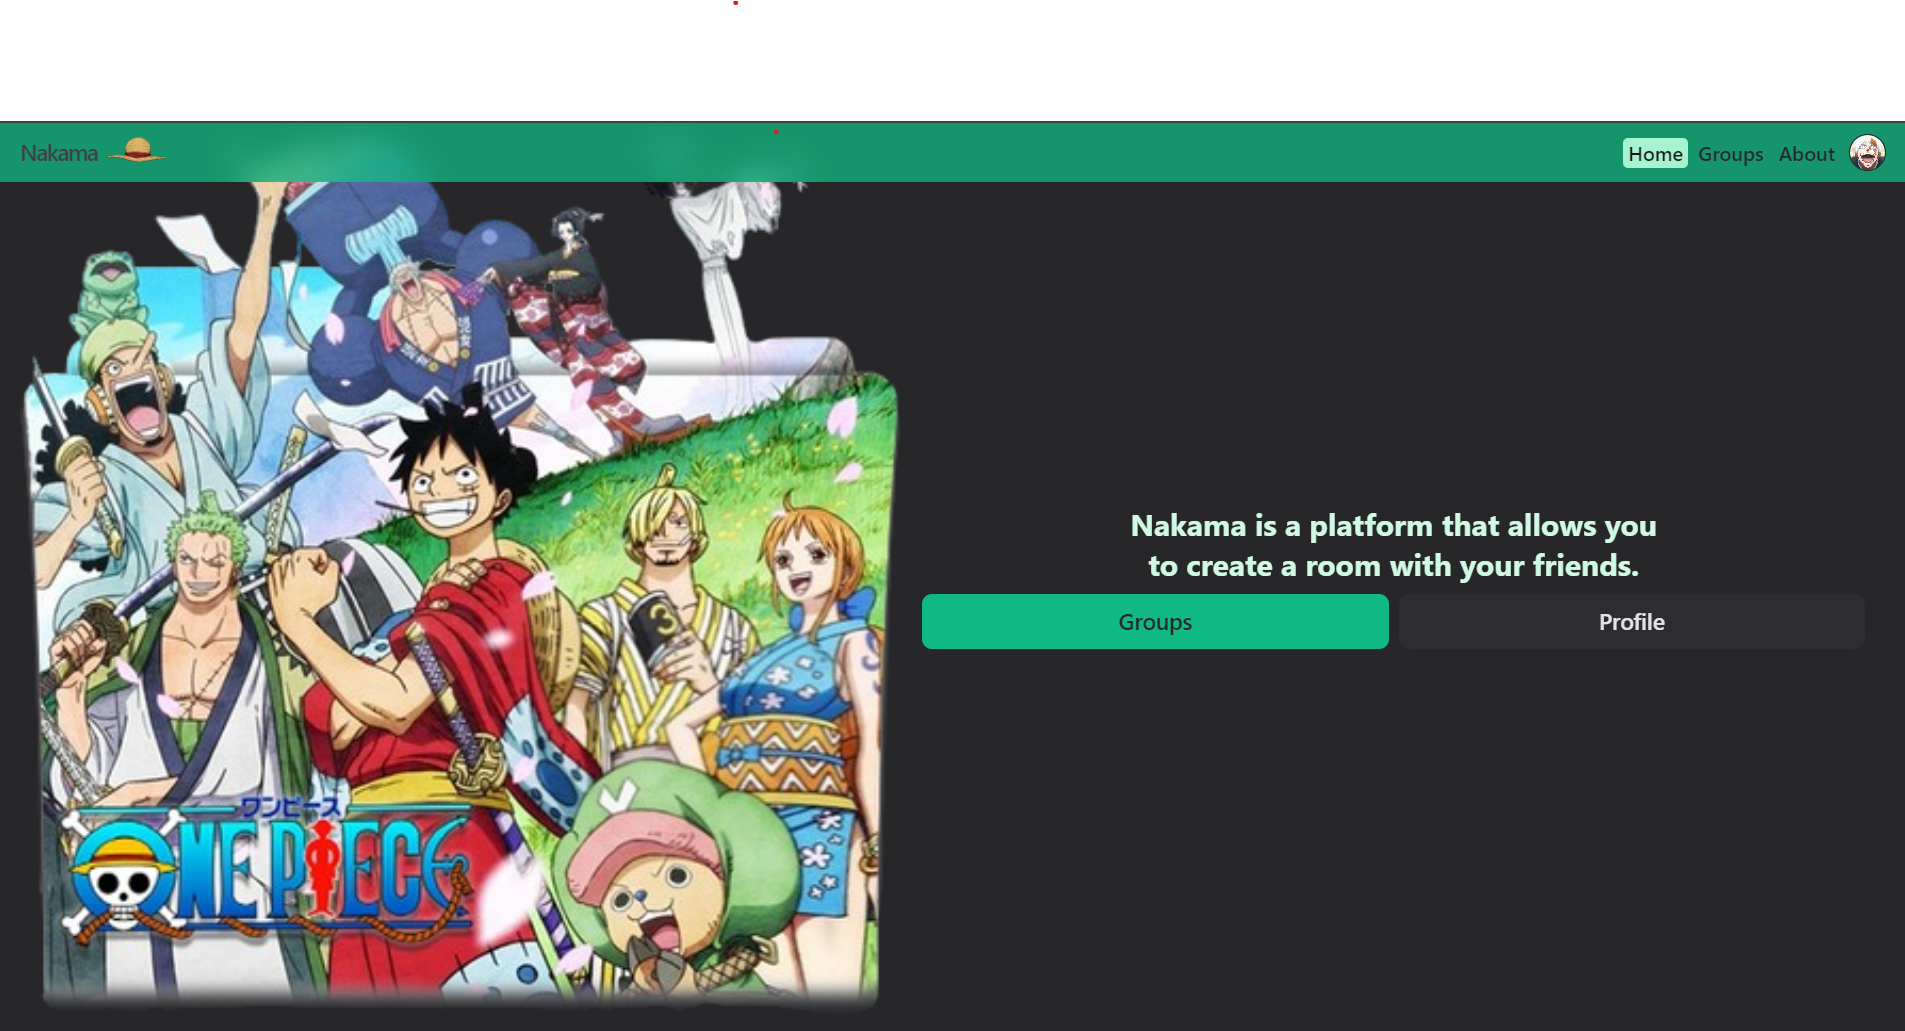 Nakama
Home Groups About
Nakama is a platform that allows you
to create a room with your friends.
Groups
Profile
3
ワンピース
ONE PIECE